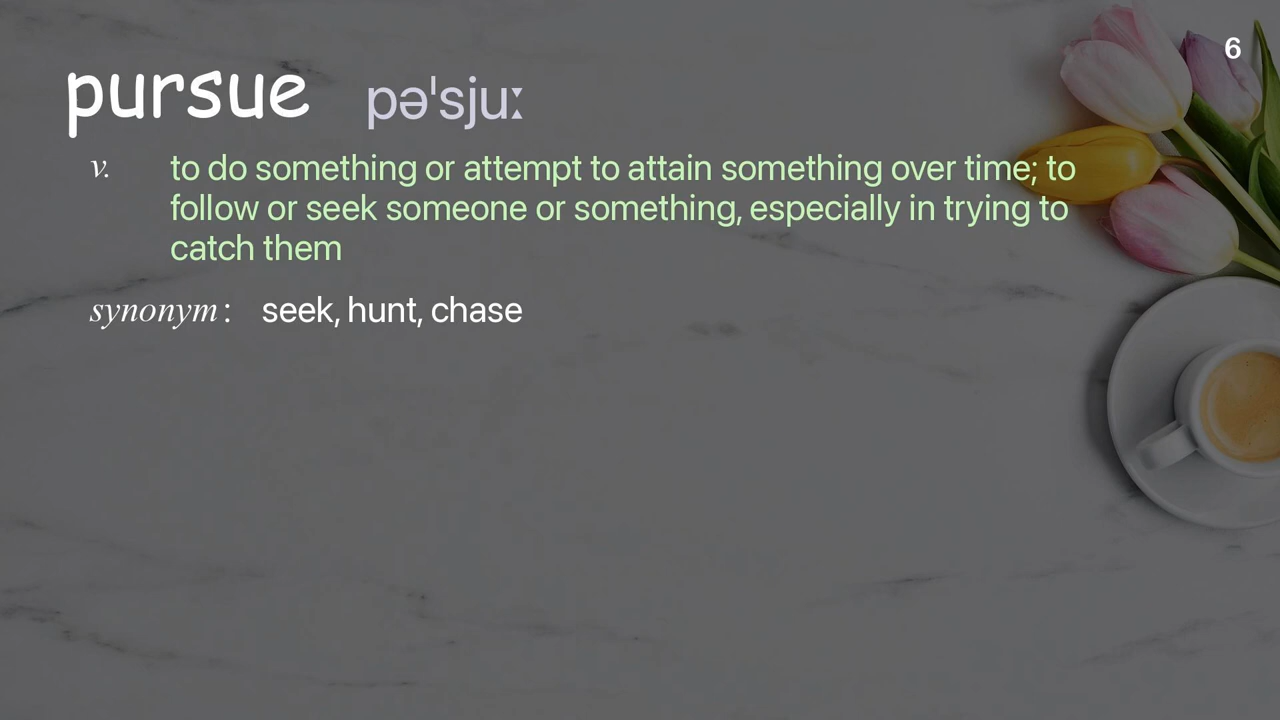 6
pursue pəˈsjuː
v. to do something or attempt to attain something over time; to
follow or seek someone or something, especially in trying to
catch them
synonym : seek, hunt, chase